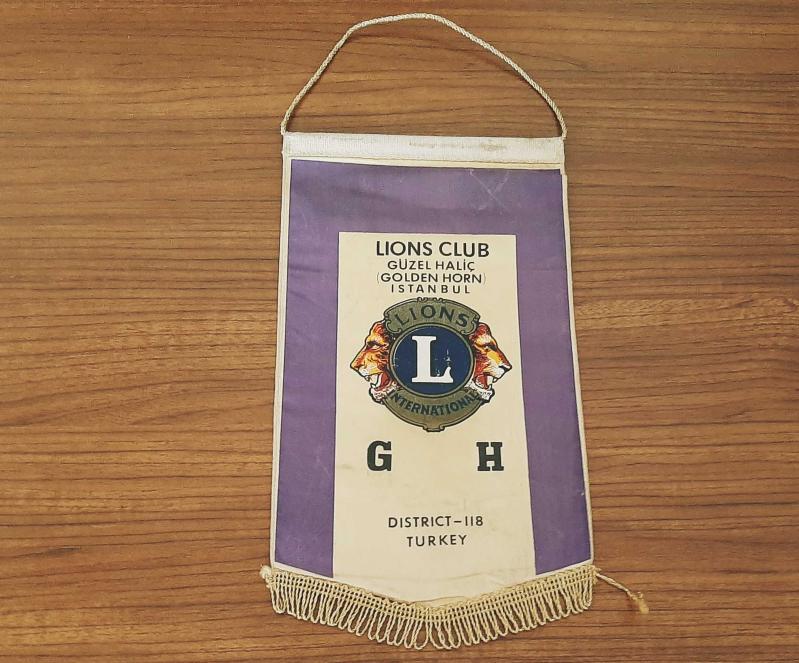 LIONS CLUB
GÜZEL HALİÇ
(GOLDEN HORN)
ISTANBUL
LIONS
L
INTERNATIONAL
G H
DISTRICT-118
TURKEY